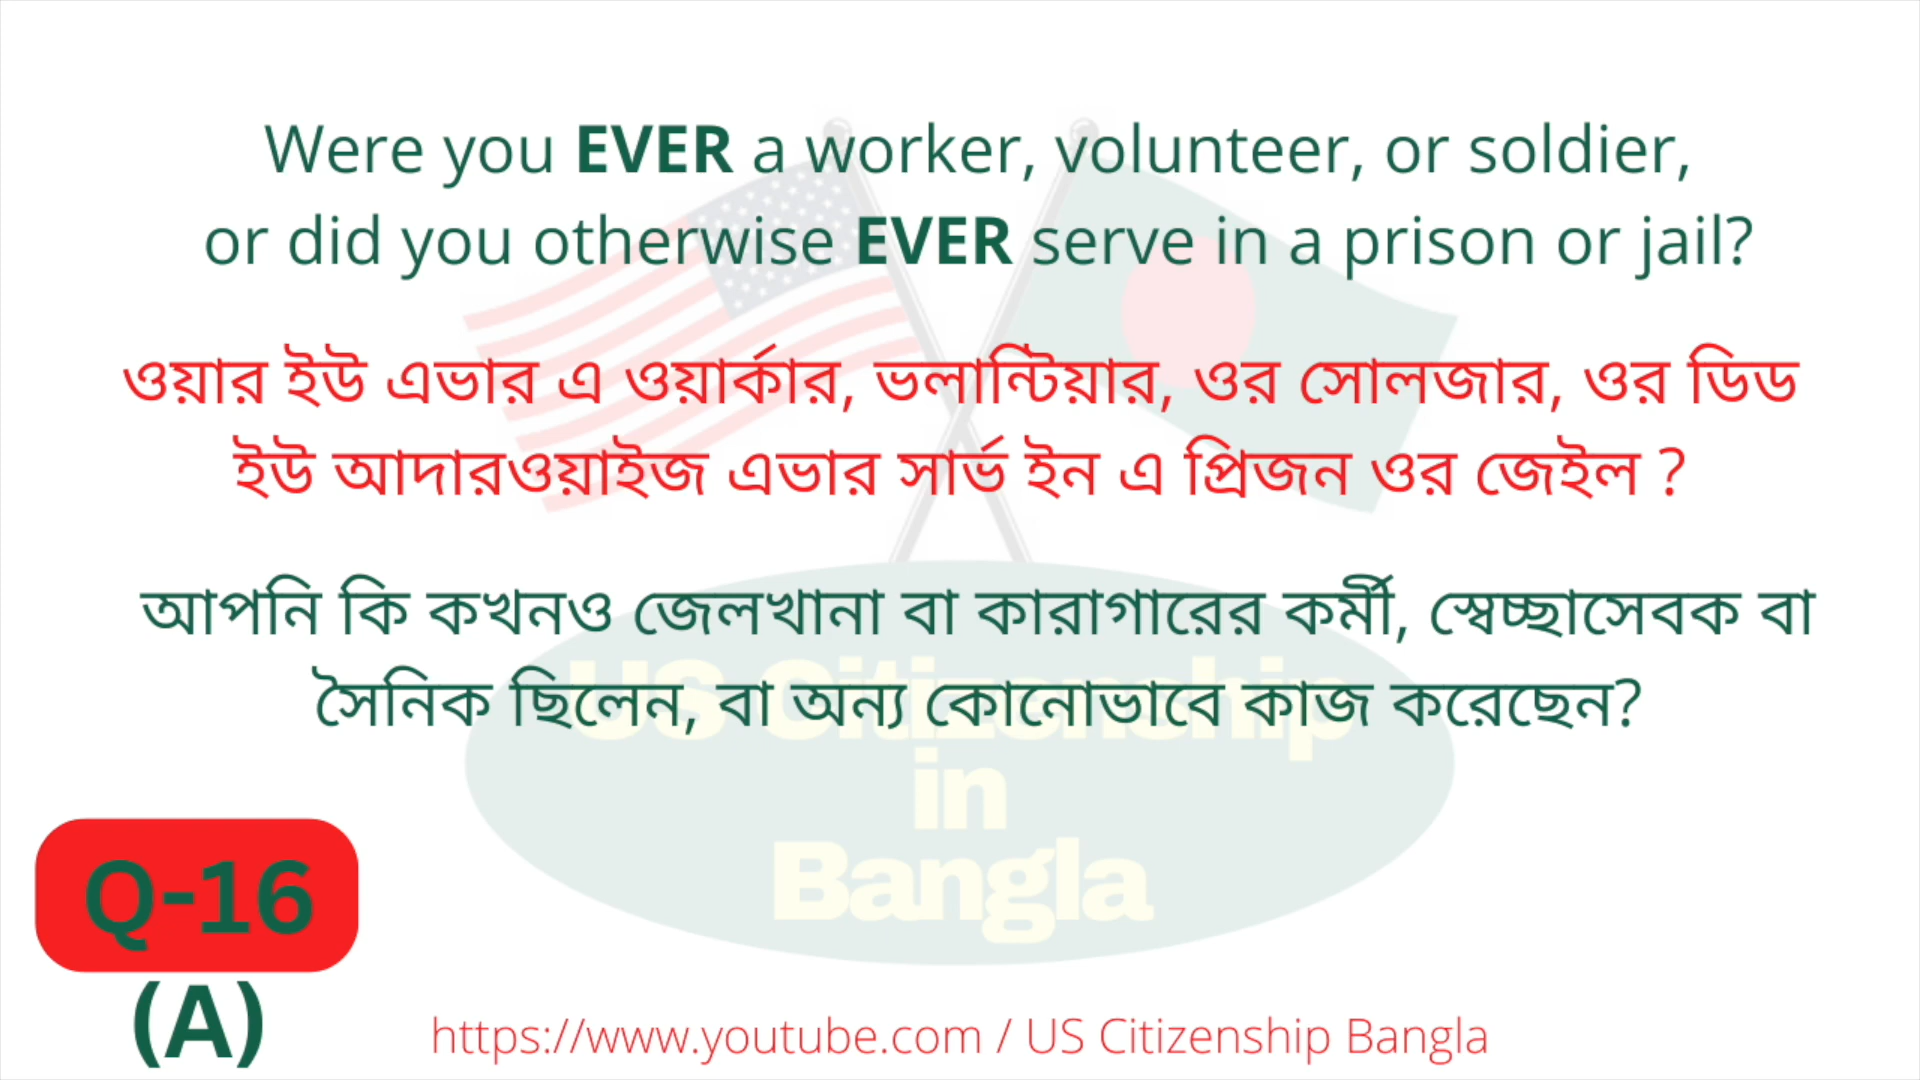 Were you EVER a worker, volunteer, or soldier,
or did you otherwise EVER serve in a prison or jail?
ওয়ার ইউ এভার এ ওয়ার্কার, ভলান্টিয়ার, ওর সোলজার, ওর ডিড
ইউ আদারওয়াইজ এভার সার্ভ ইন এ প্রিজন ওর জেইল ?
আপনি কি কখনও জেলখানা বা কারাগারের কর্মী, স্বেচ্ছাসেবক বা
সৈনিক ছিলেন, বা অন্য কোনোভাবে কাজ করেছেন?
US Citizenship
in
Bangla
Q-16
(A)
https://www.youtube.com / US Citizenship Bangla